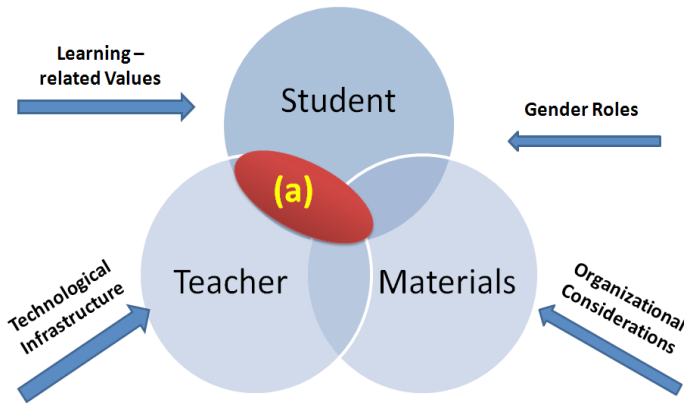 Learning –
related Values
Student
Gender Roles
(a)
Teacher
Materials
Technological
Infrastructure
Organizational
Considerations